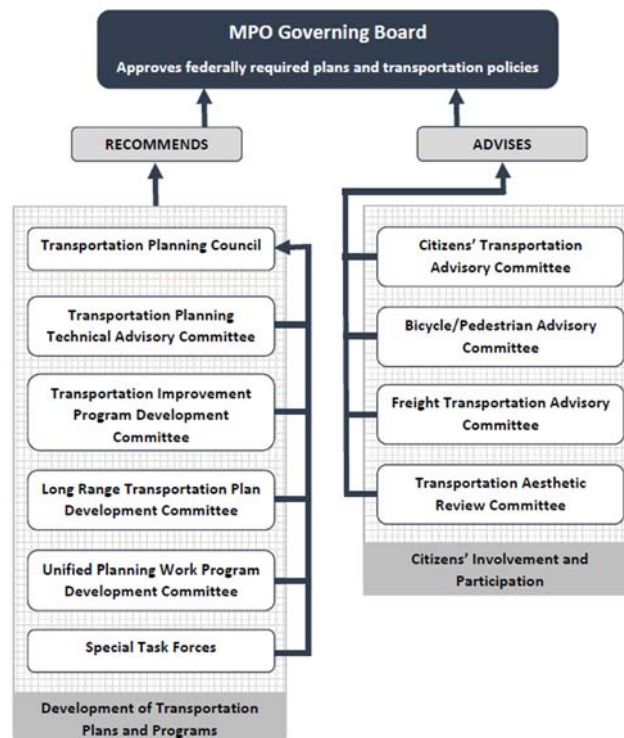 MPO Governing Board
Approves federally required plans and transportation policies
RECOMMENDS
ADVISES
Transportation Planning Council
Transportation Planning
Technical Advisory Committee
Transportation Improvement
Program Development
Committee
Long Range Transportation Plan
Development Committee
Unified Planning Work Program
Development Committee
Special Task Forces
Development of Transportation
Plans and Programs
Citizens' Transportation
Advisory Committee
Bicycle/Pedestrian Advisory
Committee
Freight Transportation Advisory
Committee
Transportation Aesthetic
Review Committee
Citizens' Involvement and
Participation